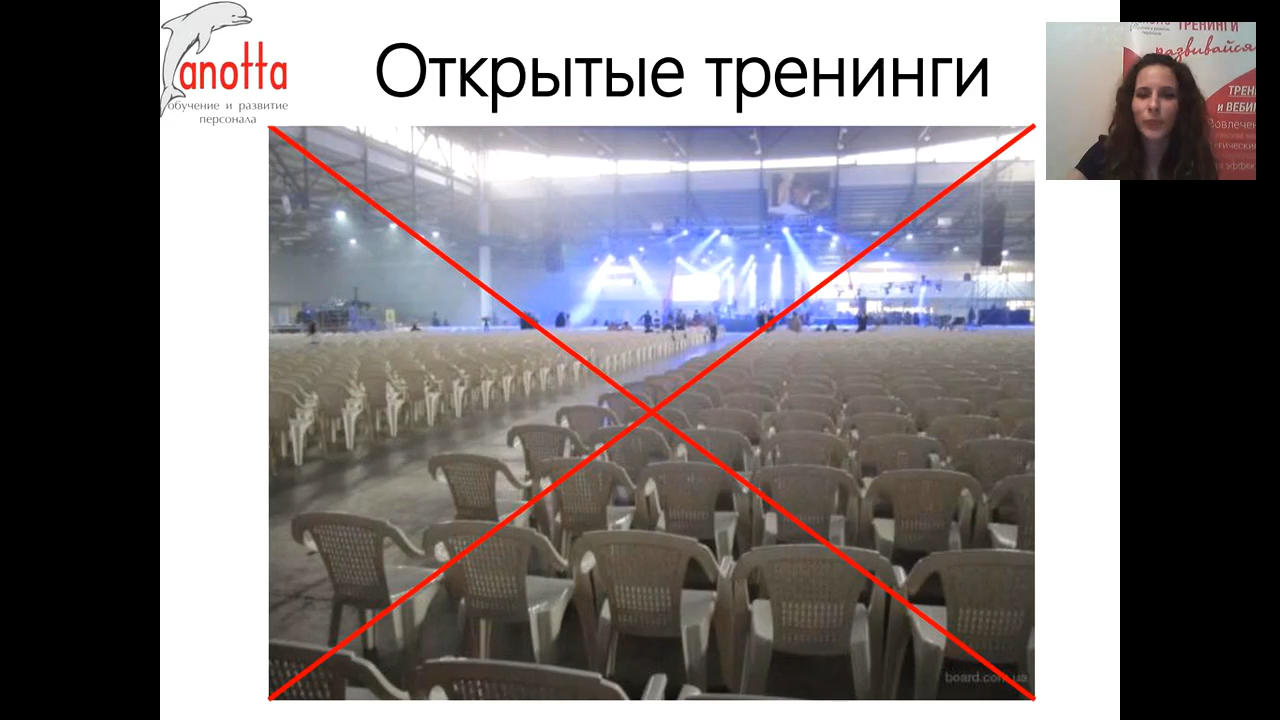 anotta
обучение и развитие
персонала
Открытые тренинги
ТРЕНИНГИ
развивайся
board.com.ua